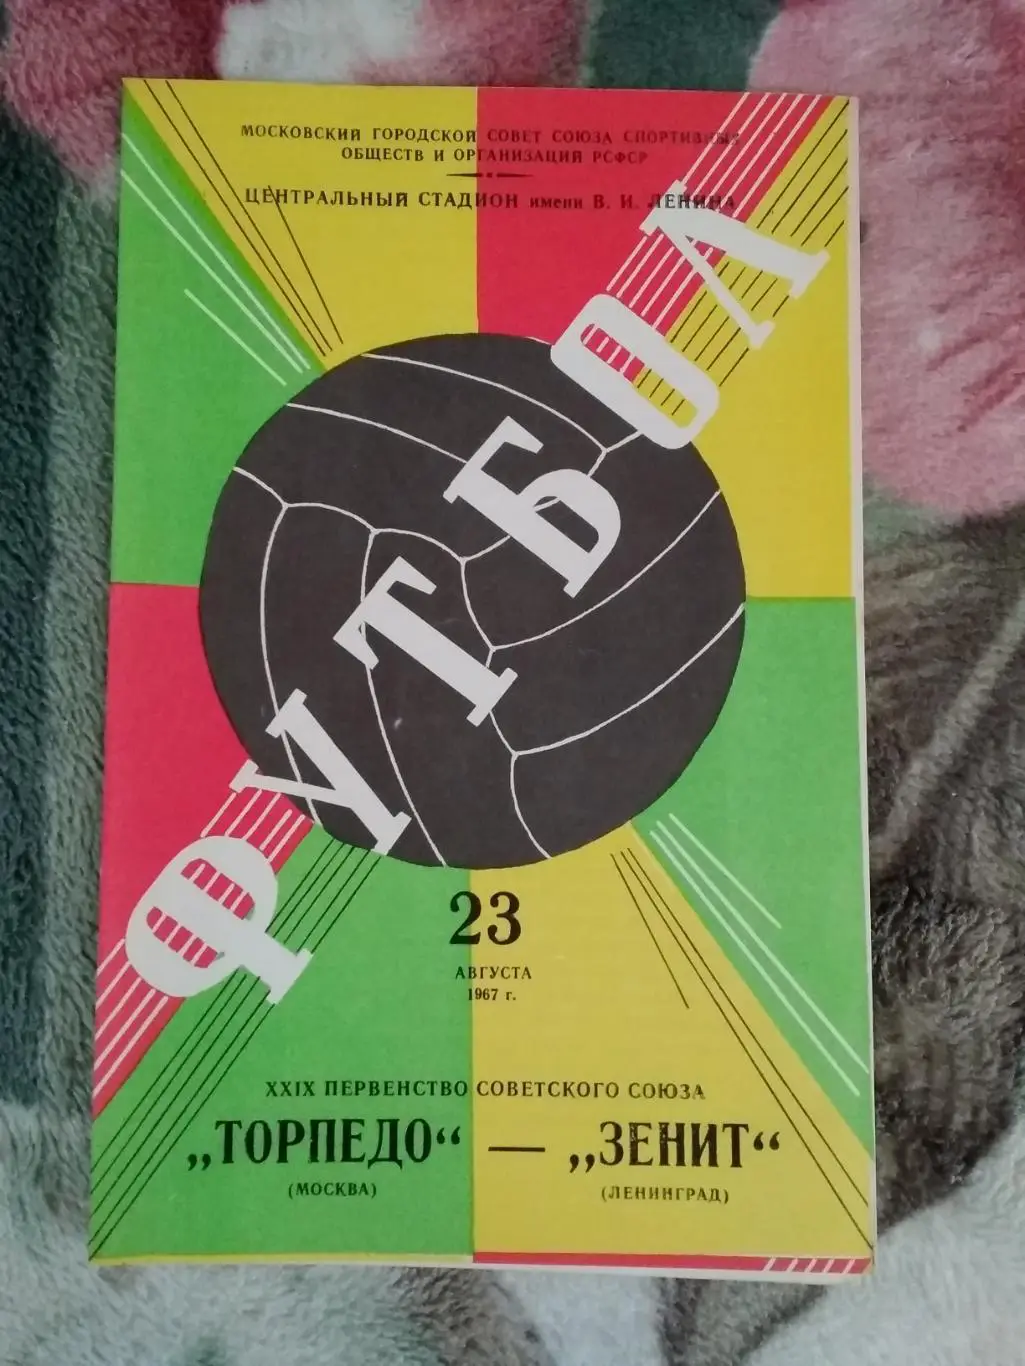 МОСКОВСКИЙ ГОРОДСКОЙ СОВЕТ СОЮЗА СПОРТИВНЫХ
ОБЩЕСТВ И ОРГАНИЗАЦИЙ РСФСР
ЦЕНТРАЛЬНЫЙ СТАДИОН имени В. И. ЛЕНИНА
ФУТБОЛ
23
АВГУСТА
1967 г.
XXIX ПЕРВЕНСТВО СОВЕТСКОГО СОЮЗА
„ТОРПЕДО“ — „ЗЕНИТ“
(МОСКВА) (ЛЕНИНГРАД)